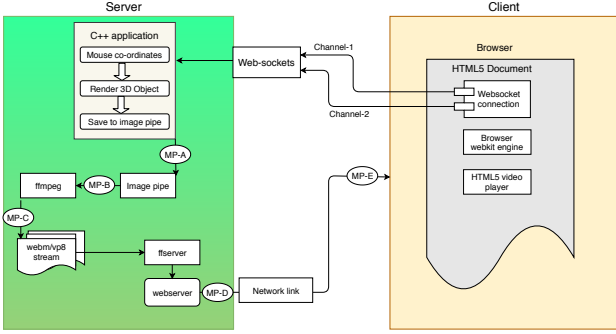 Server
Client
C++ application
Mouse co-ordinates
Render 3D Object
Save to image pipe
Web-sockets
Channel-1
Channel-2
Browser
HTML5 Document
Websocket
connection
Browser
webkit engine
HTML5 video
player
MP-A
ffmpeg
MP-B
Image pipe
MP-E
MP-C
webm/vp8
stream
ffserver
webserver
MP-D
Network link